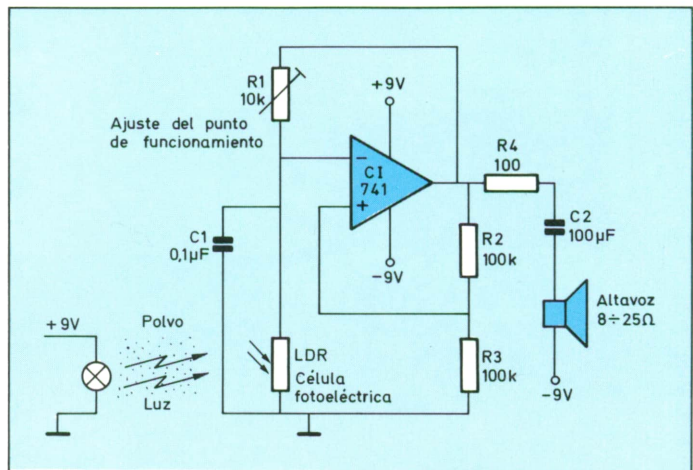 R1
10k
Ajuste del punto
de funcionamiento
+9V
R4
100
−
CI
741
+
C1
0,1µF
C2
100µF
R2
100k
−9V
+9V
Polvo
Luz
LDR
Célula
fotoeléctrica
R3
100k
Altavoz
8÷25Ω
−9V